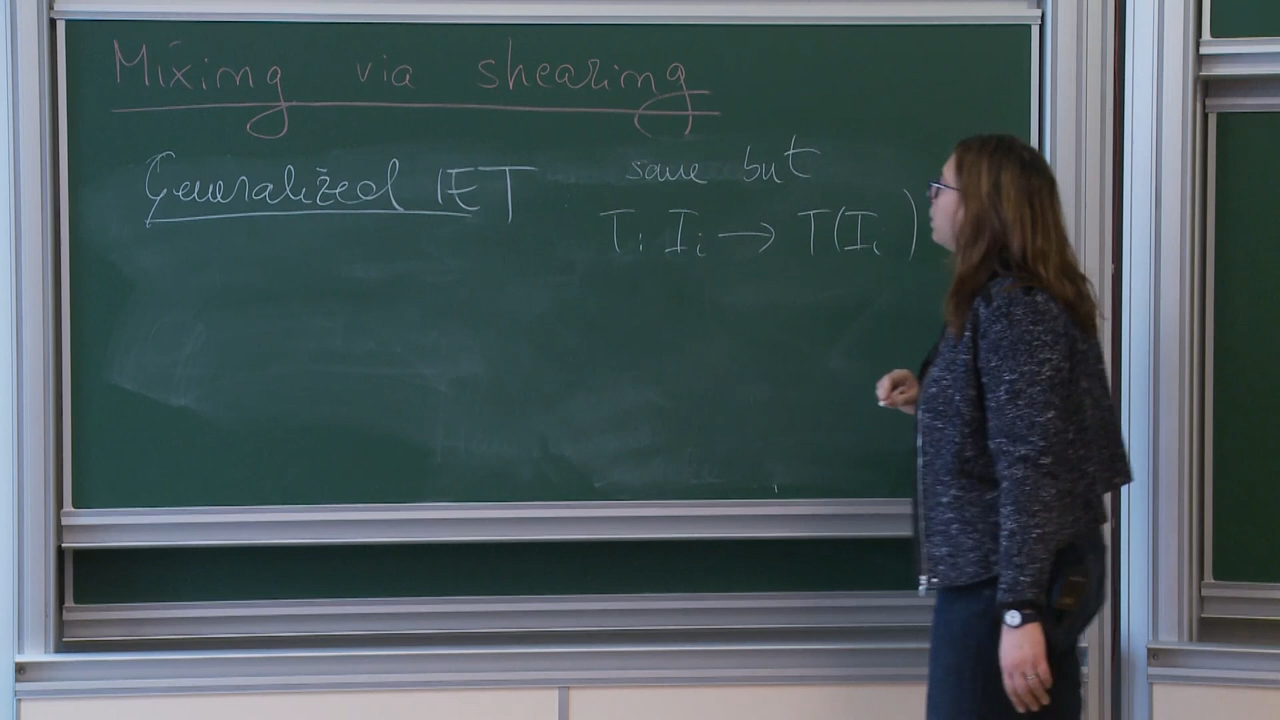 Mixing via shearing
Generalized IET same but
T: I_i → T(I_i)